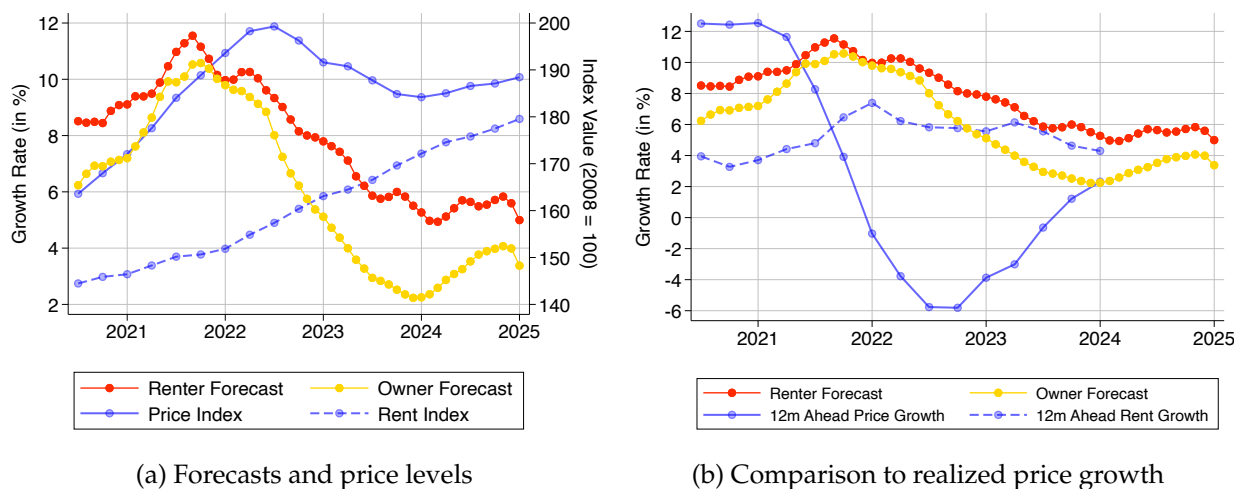 12
10
8
6
4
2
Growth Rate (in %)
200
190
180
170
160
150
140
Index Value (2008 = 100)
2021 2022 2023 2024 2025
Renter Forecast Owner Forecast
Price Index Rent Index
(a) Forecasts and price levels
12
10
8
6
4
2
0
-2
-4
-6
Growth Rate (in %)
2021 2022 2023 2024 2025
Renter Forecast Owner Forecast
12m Ahead Price Growth 12m Ahead Rent Growth
(b) Comparison to realized price growth